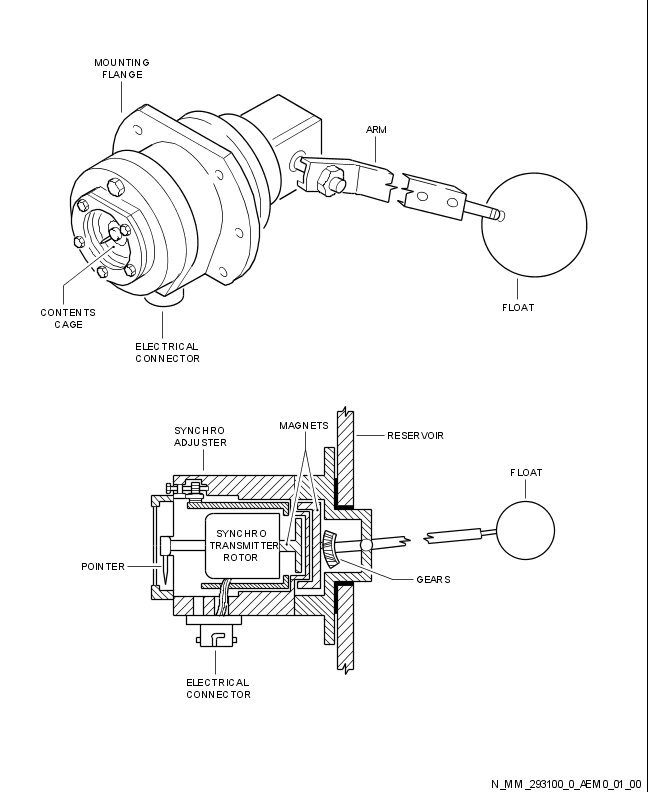 MOUNTING
FLANGE
ARM
CONTENTS
CAGE
FLOAT
ELECTRICAL
CONNECTOR
SYNCHRO
ADJUSTER
MAGNETS
RESERVOIR
FLOAT
SYNCHRO
TRANSMITTER
ROTOR
POINTER
GEARS
ELECTRICAL
CONNECTOR
N_MM_293100_0_AEM0_01_00